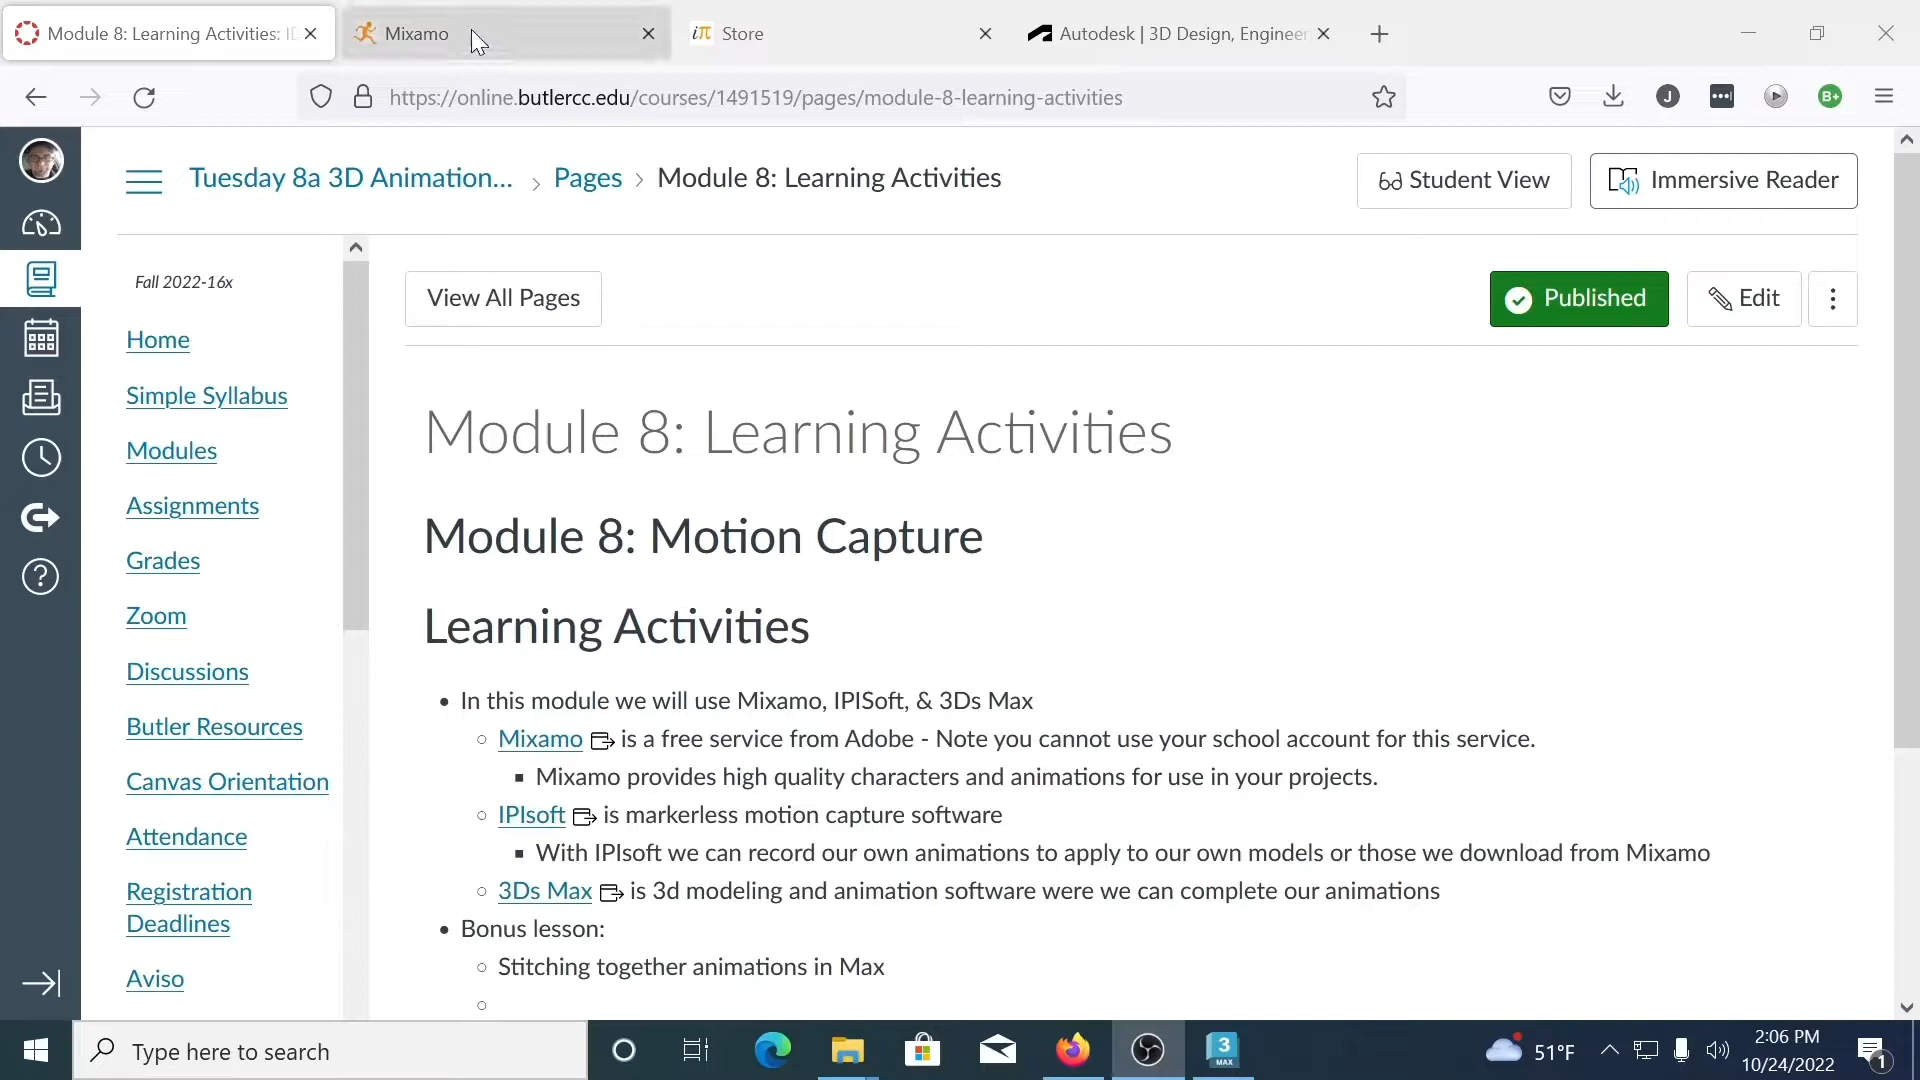 Module 8: Learning Activities: ID
Mixamo
iπ Store
Autodesk | 3D Design, Engineer
https://online.butlercc.edu/courses/1491519/pages/module-8-learning-activities
J
B+
Tuesday 8a 3D Animation...
Pages
Module 8: Learning Activities
Student View
Immersive Reader
Fall 2022-16x
Home
Simple Syllabus
Modules
Assignments
Grades
Zoom
Discussions
Butler Resources
Canvas Orientation
Attendance
Registration
Deadlines
Aviso
View All Pages
Published
Edit
Module 8: Learning Activities
Module 8: Motion Capture
Learning Activities
In this module we will use Mixamo, IPISoft, & 3Ds Max
Mixamo is a free service from Adobe - Note you cannot use your school account for this service.
Mixamo provides high quality characters and animations for use in your projects.
IPIsoft is markerless motion capture software
With IPIsoft we can record our own animations to apply to our own models or those we download from Mixamo
3Ds Max is 3d modeling and animation software were we can complete our animations
Bonus lesson:
Stitching together animations in Max
Type here to search
3
MAX
51°F
2:06 PM
10/24/2022
1